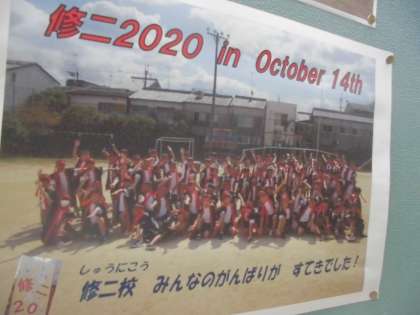 修二2020 in October 14th
しゅうにこう
修二校 みんなのがんばりが すてきでした!
修二
20